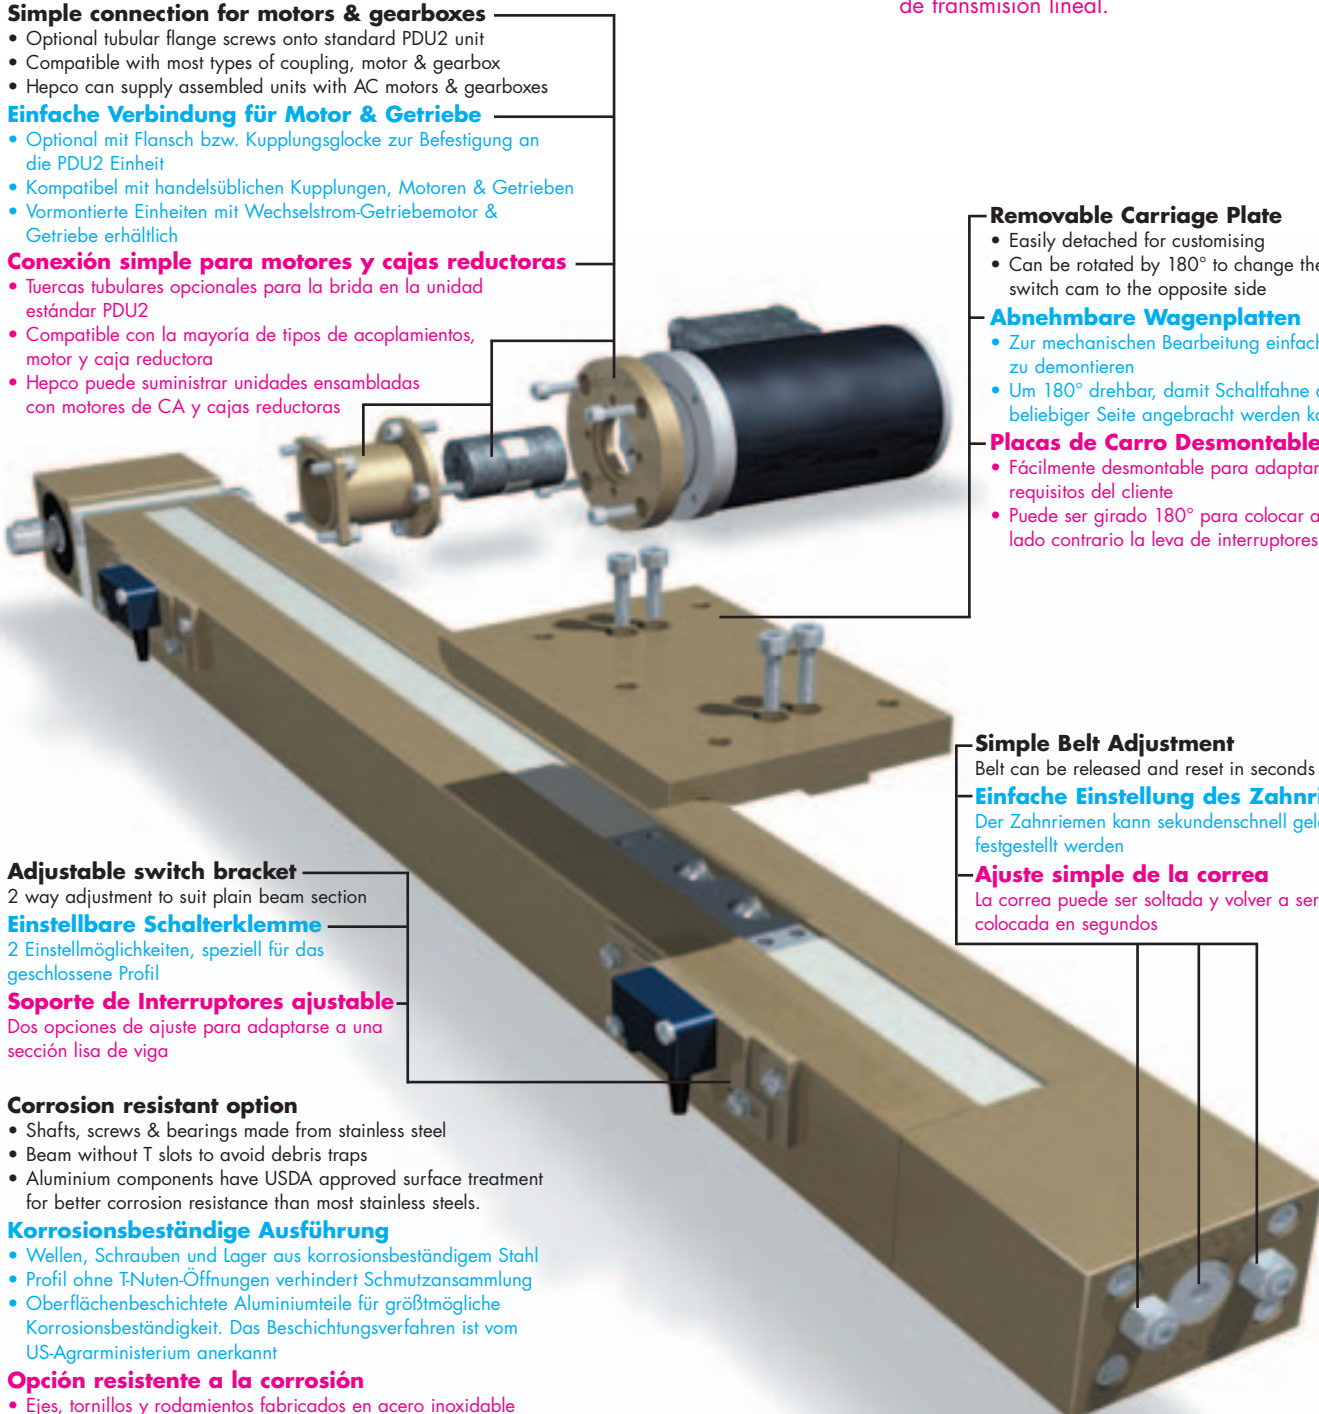 de transmisión lineal.
Simple connection for motors & gearboxes
• Optional tubular flange screws onto standard PDU2 unit
• Compatible with most types of coupling, motor & gearbox
• Hepco can supply assembled units with AC motors & gearboxes
Einfache Verbindung für Motor & Getriebe
• Optional mit Flansch bzw. Kupplungsglocke zur Befestigung an
die PDU2 Einheit
• Kompatibel mit handelsüblichen Kupplungen, Motoren & Getrieben
• Vormontierte Einheiten mit Wechselstrom-Getriebemotor &
Getriebe erhältlich
Conexión simple para motores y cajas reductoras
• Tuercas tubulares opcionales para la brida en la unidad
estándar PDU2
• Compatible con la mayoría de tipos de acoplamientos,
motor y caja reductora
• Hepco puede suministrar unidades ensambladas
con motores de CA y cajas reductoras
Removable Carriage Plate
• Easily detached for customising
• Can be rotated by 180° to change the
switch cam to the opposite side
Abnehmbare Wagenplatten
• Zur mechanischen Bearbeitung einfach
zu demontieren
• Um 180° drehbar, damit Schaltfahne
beliebiger Seite angebracht werden
Placas de Carro Desmontable
• Fácilmente desmontable para adaptar
requisitos del cliente
• Puede ser girado 180° para colocar a
lado contrario la leva de interruptores
Simple Belt Adjustment
Belt can be released and reset in seconds
Einfache Einstellung des
Der Zahnriemen kann sekundenschnell
festgestellt werden
Ajuste simple de la correa
La correa puede ser soltada y volver a ser
colocada en segundos
Adjustable switch bracket
2 way adjustment to suit plain beam section
Einstellbare Schalterklemme
2 Einstellmöglichkeiten, speziell für das
geschlossene Profil
Soporte de Interruptores ajustable
Dos opciones de ajuste para adaptarse a una
sección lisa de viga
Corrosion resistant option
• Shafts, screws & bearings made from stainless steel
• Beam without T slots to avoid debris traps
• Aluminium components have USDA approved surface treatment
for better corrosion resistance than most stainless steels.
Korrosionsbeständige Ausführung
• Wellen, Schrauben und Lager aus korrosionsbeständigem Stahl
• Profil ohne T-Nuten-Öffnungen verhindert Schmutzansammlung
• Oberflächenbeschichtete Aluminiumteile für größtmögliche
Korrosionsbeständigkeit. Das Beschichtungsverfahren ist vom
US-Agrarministerium anerkannt
Opción resistente a la corrosión
• Ejes, tornillos y rodamientos fabricados en acero inoxidable